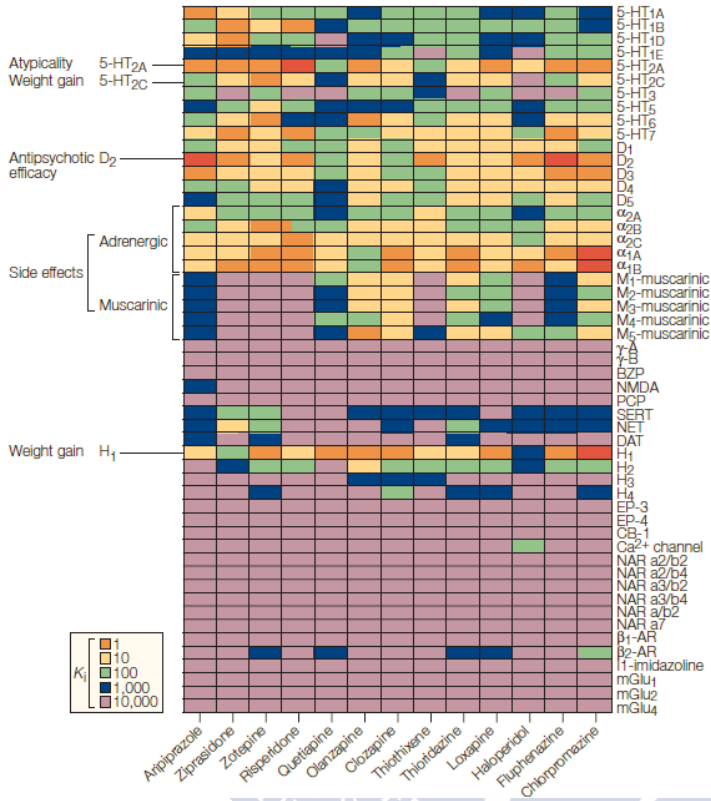 5-HT1A
5-HT1B
5-HT1D
5-HT1E
Atypicality 5-HT2A
5-HT2A
Weight gain 5-HT2C
5-HT2C
5-HT3
5-HT5
5-HT6
5-HT7
D1
Antipsychotic D2
efficacy
D2
D3
D4
D5
α2A
α2B
Adrenergic
α2C
α1A
Side effects
α1B
M1-muscarinic
M2-muscarinic
Muscarinic
M3-muscarinic
M4-muscarinic
M5-muscarinic
γ-A
γ-B
BZP
NMDA
PCP
SERT
NET
DAT
Weight gain H1
H1
H2
H3
H4
EP-3
EP-4
CB-1
Ca2+ channel
NAR a2/b2
NAR a2/b4
NAR a3/b2
NAR a3/b4
NAR a/b2
NAR a7
β1-AR
β2-AR
I1-imidazoline
mGlu1
mGlu2
mGlu4
Ki
1
10
100
1,000
10,000
Aripiprazole
Ziprasidone
Zotepine
Risperidone
Quetiapine
Olanzapine
Clozapine
Thiothixene
Thioridazine
Loxapine
Haloperidol
Fluphenazine
Chlorpromazine